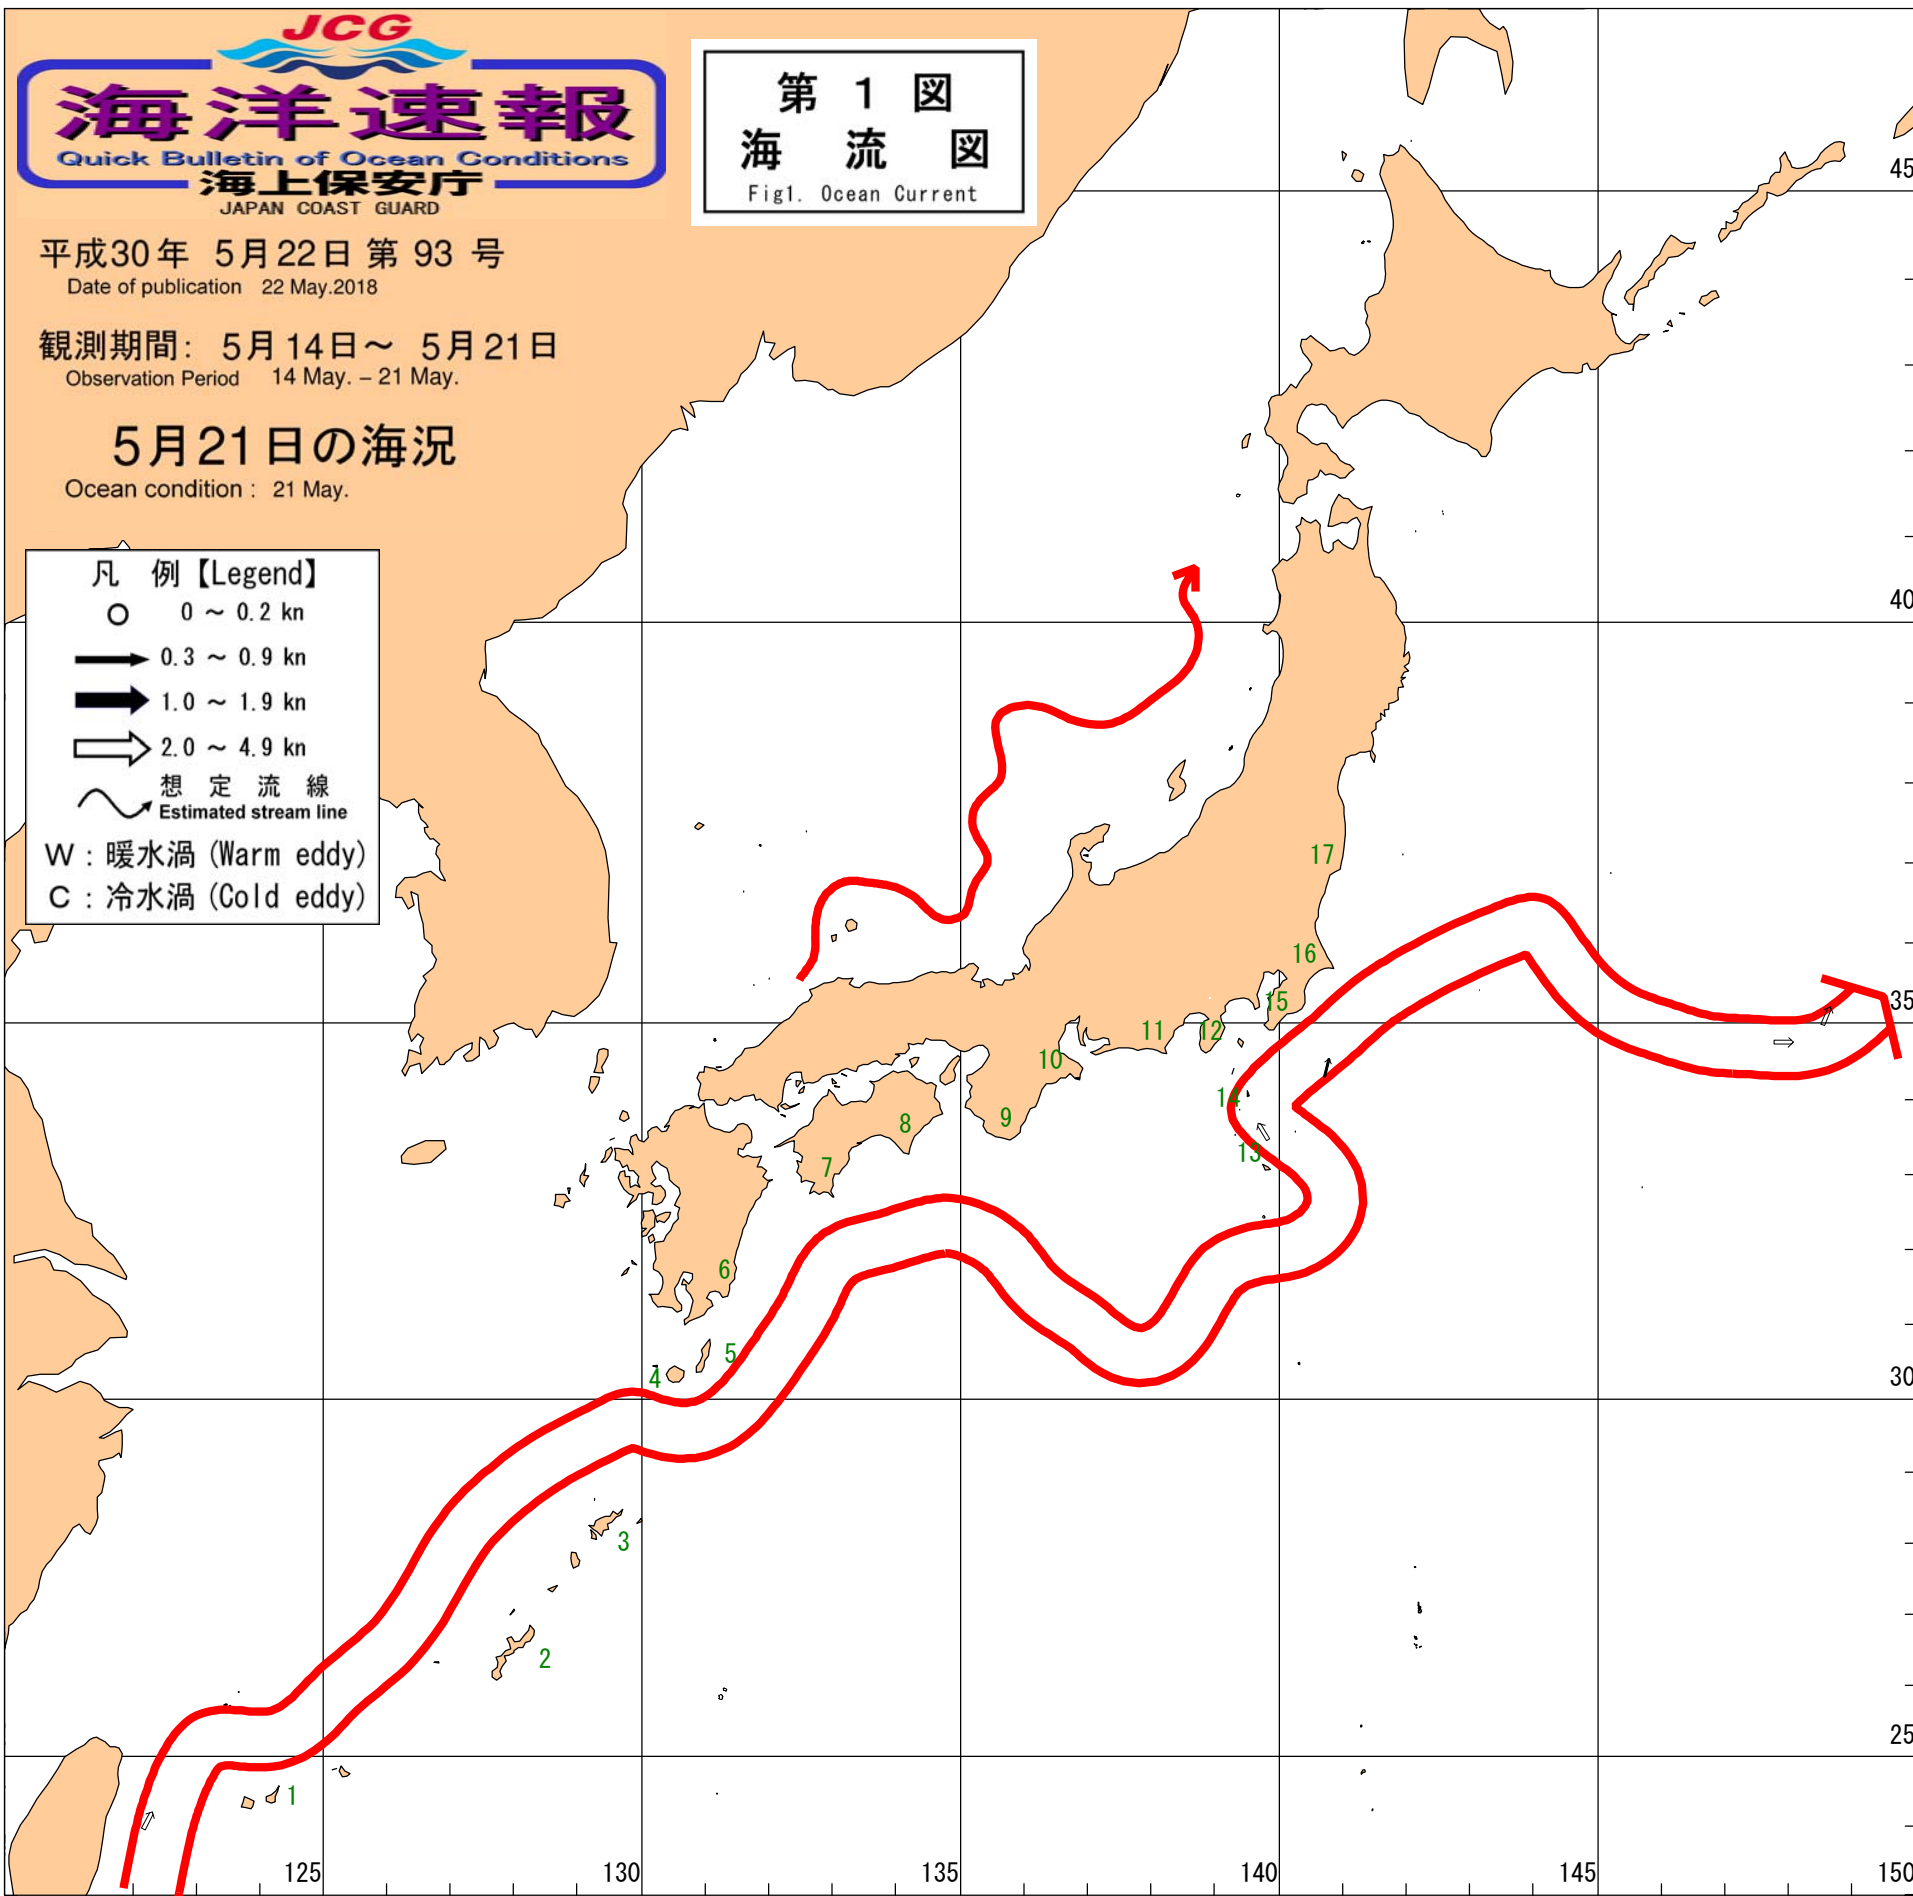 JCG
海洋速報
Quick Bulletin of Ocean Conditions
海上保安庁
JAPAN COAST GUARD
第 1 図
海 流 図
Fig1. Ocean Current
平成30年 5月22日 第 93 号
Date of publication 22 May.2018
観測期間: 5月14日～ 5月21日
Observation Period 14 May. – 21 May.
5月21日の海況
Ocean condition : 21 May.
凡 例【Legend】
0 ～ 0.2 kn
0.3 ～ 0.9 kn
1.0 ～ 1.9 kn
2.0 ～ 4.9 kn
想 定 流 線
Estimated stream line
W : 暖水渦 (Warm eddy)
C : 冷水渦 (Cold eddy)
45
40
17
16
35
15
11
12
10
14
9
8
13
7
6
5
4
30
3
2
25
1
125
130
135
140
145
150